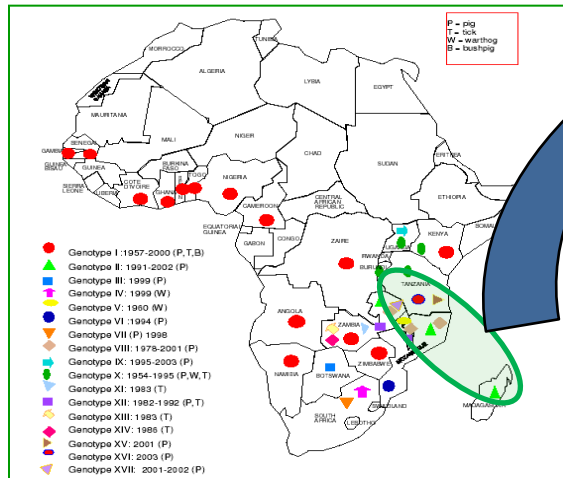 P = pig
T = tick
W = warthog
B = bushpig
TUNISIA
MOROCCO
ALGERIA
LIBYA
EGYPT
MAURITANIA
MALI
NIGER
CHAD
SUDAN
ERITREA
SENEGAL
GAMBIA
GUINEA BISAU
GUINEA
BURKINA FASO
SIERRA LEONE
LIBERIA
COTE D'IVOIRE
GHANA
TOGO
NIGERIA
CAMEROON
CENTRAL AFRICAN REPUBLIC
ETHIOPIA
EQUATORIAL GUINEA
GABON
CONGO
ZAIRE
UGANDA
KENYA
RWANDA
BURUNDI
TANZANIA
ANGOLA
ZAMBIA
ZIMBABWE
NAMIBIA
BOTSWANA
SOUTH AFRICA
SWAZILAND
LESOTHO
Genotype I :1957-2000 (P,T,B)
Genotype II : 1991-2002 (P)
Genotype III : 1999 (P)
Genotype IV : 1999 (W)
Genotype V: 1960 (W)
Genotype VI : 1994 (P)
Genotype VII (P) 1998
Genotype VIII : 1978-2001 (P)
Genotype IX : 1995-2003 (P)
Genotype X: 1954-1995 (P,W,T)
Genotype XI : 1983 (T)
Genotype XII : 1982-1992 (P,T)
Genotype XIII: 1983 (T)
Genotype XIV: 1986 (T)
Genotype XV: 2001 (P)
Genotype XVI: 2003 (P)
Genotype XVII: 2001-2002 (P)